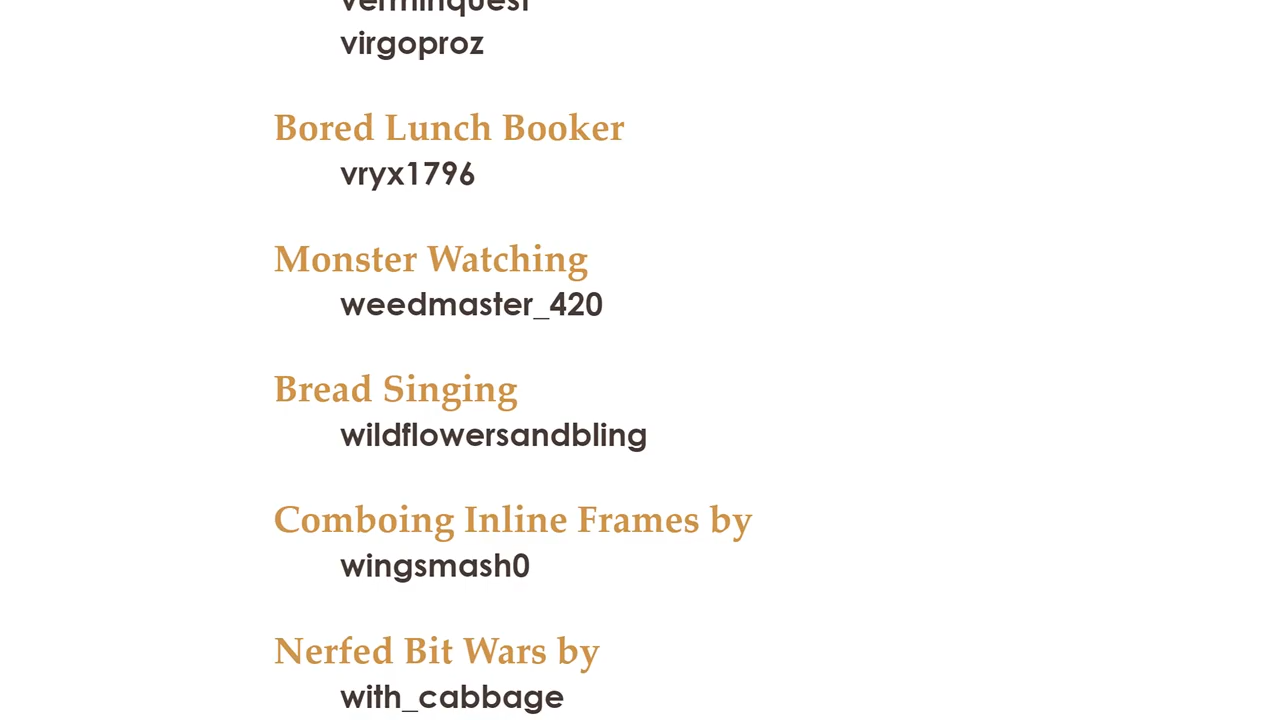 verminquest
virgoproz
Bored Lunch Booker
vryx1796
Monster Watching
weedmaster_420
Bread Singing
wildflowersandbling
Comboing Inline Frames by
wingsmash0
Nerfed Bit Wars by
with_cabbage